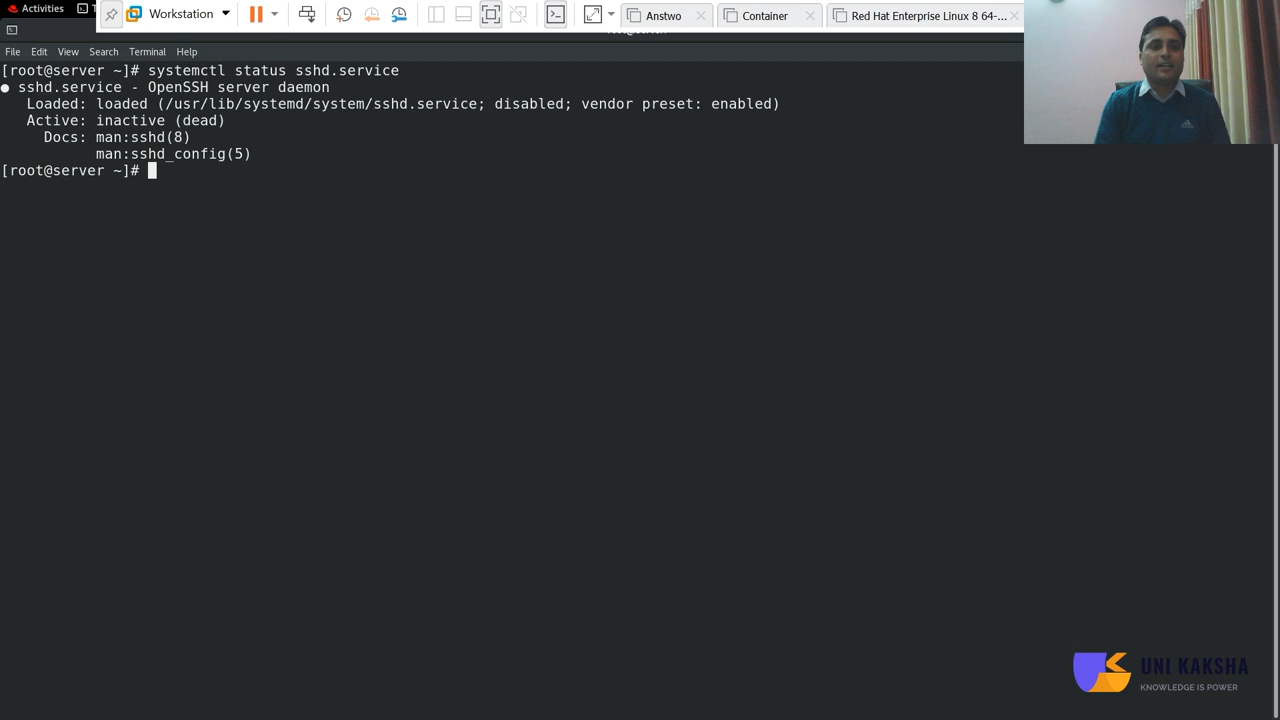 Activities
Workstation
Anstwo
Container
Red Hat Enterprise Linux 8 64-...
File Edit View Search Terminal Help
[root@server ~]# systemctl status sshd.service
● sshd.service - OpenSSH server daemon
Loaded: loaded (/usr/lib/systemd/system/sshd.service; disabled; vendor preset: enabled)
Active: inactive (dead)
Docs: man:sshd(8)
man:sshd_config(5)
[root@server ~]#
UNI KAKSHA
KNOWLEDGE IS POWER